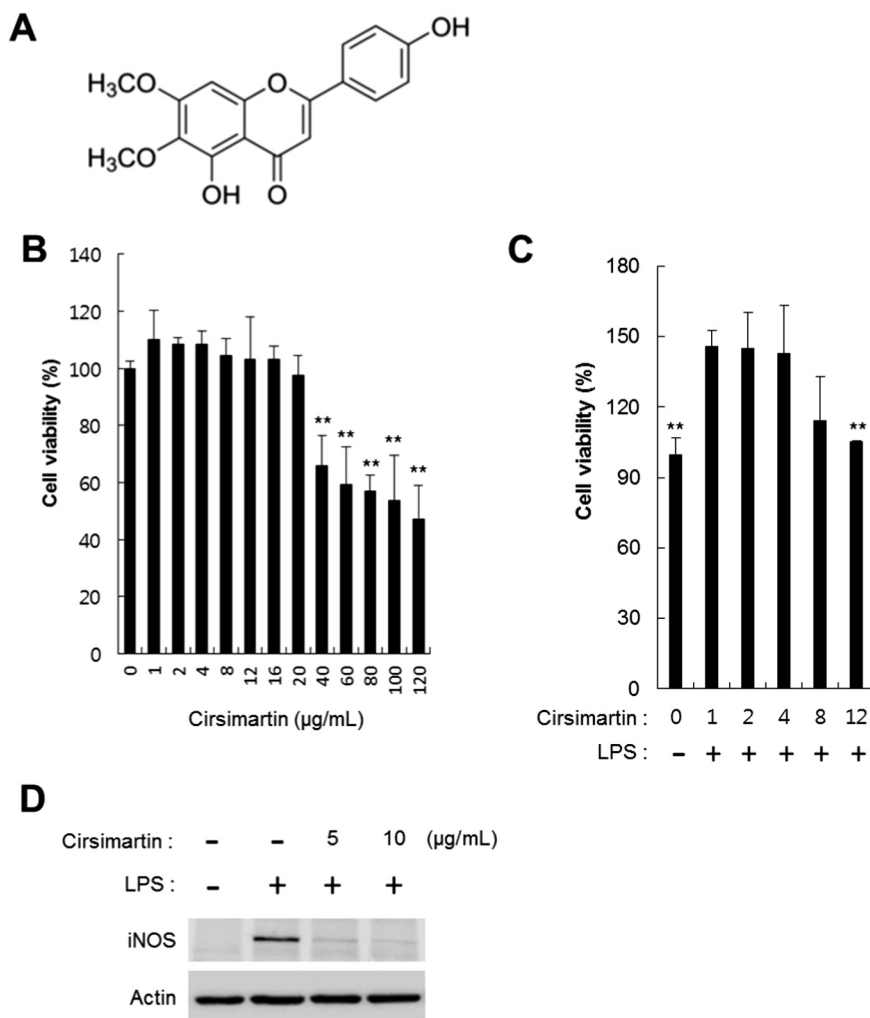 A
OH
O
H₃CO
H₃CO
OH
O
B
140
120
100
80
60
40
20
0
Cell viability (%)
** ** ** ** **
0 1 2 4 8 12 16 20 40 60 80 100 120
Cirsimartin (µg/mL)
C
180
150
120
90
60
30
0
Cell viability (%)
** **
Cirsimartin : 0 1 2 4 8 12
LPS : – + + + + +
D
Cirsimartin : – – 5 10 (µg/mL)
LPS : – + + +
iNOS
Actin